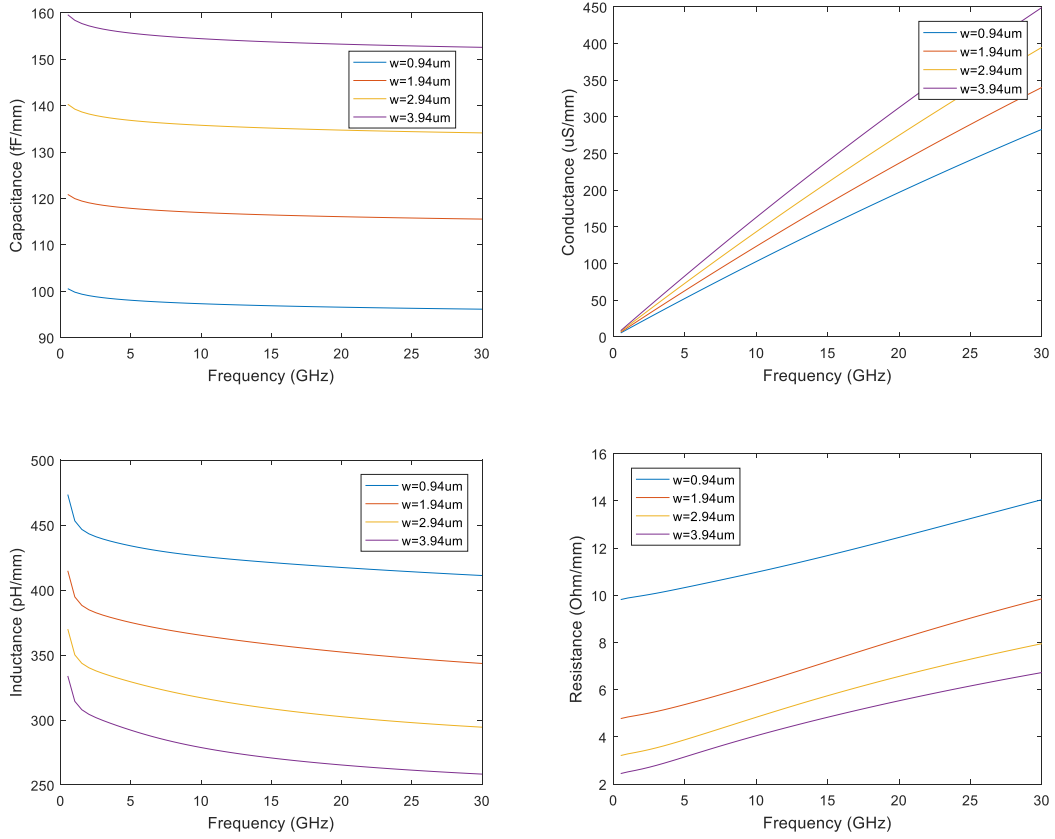 160
150
140
130
120
110
100
90
Capacitance (fF/mm)
0 5 10 15 20 25 30
Frequency (GHz)
w=0.94um
w=1.94um
w=2.94um
w=3.94um
450
400
350
300
250
200
150
100
50
0
Conductance (uS/mm)
0 5 10 15 20 25 30
Frequency (GHz)
w=0.94um
w=1.94um
w=2.94um
w=3.94um
500
450
400
350
300
250
Inductance (pH/mm)
0 5 10 15 20 25 30
Frequency (GHz)
w=0.94um
w=1.94um
w=2.94um
w=3.94um
16
14
12
10
8
6
4
2
Resistance (Ohm/mm)
0 5 10 15 20 25 30
Frequency (GHz)
w=0.94um
w=1.94um
w=2.94um
w=3.94um